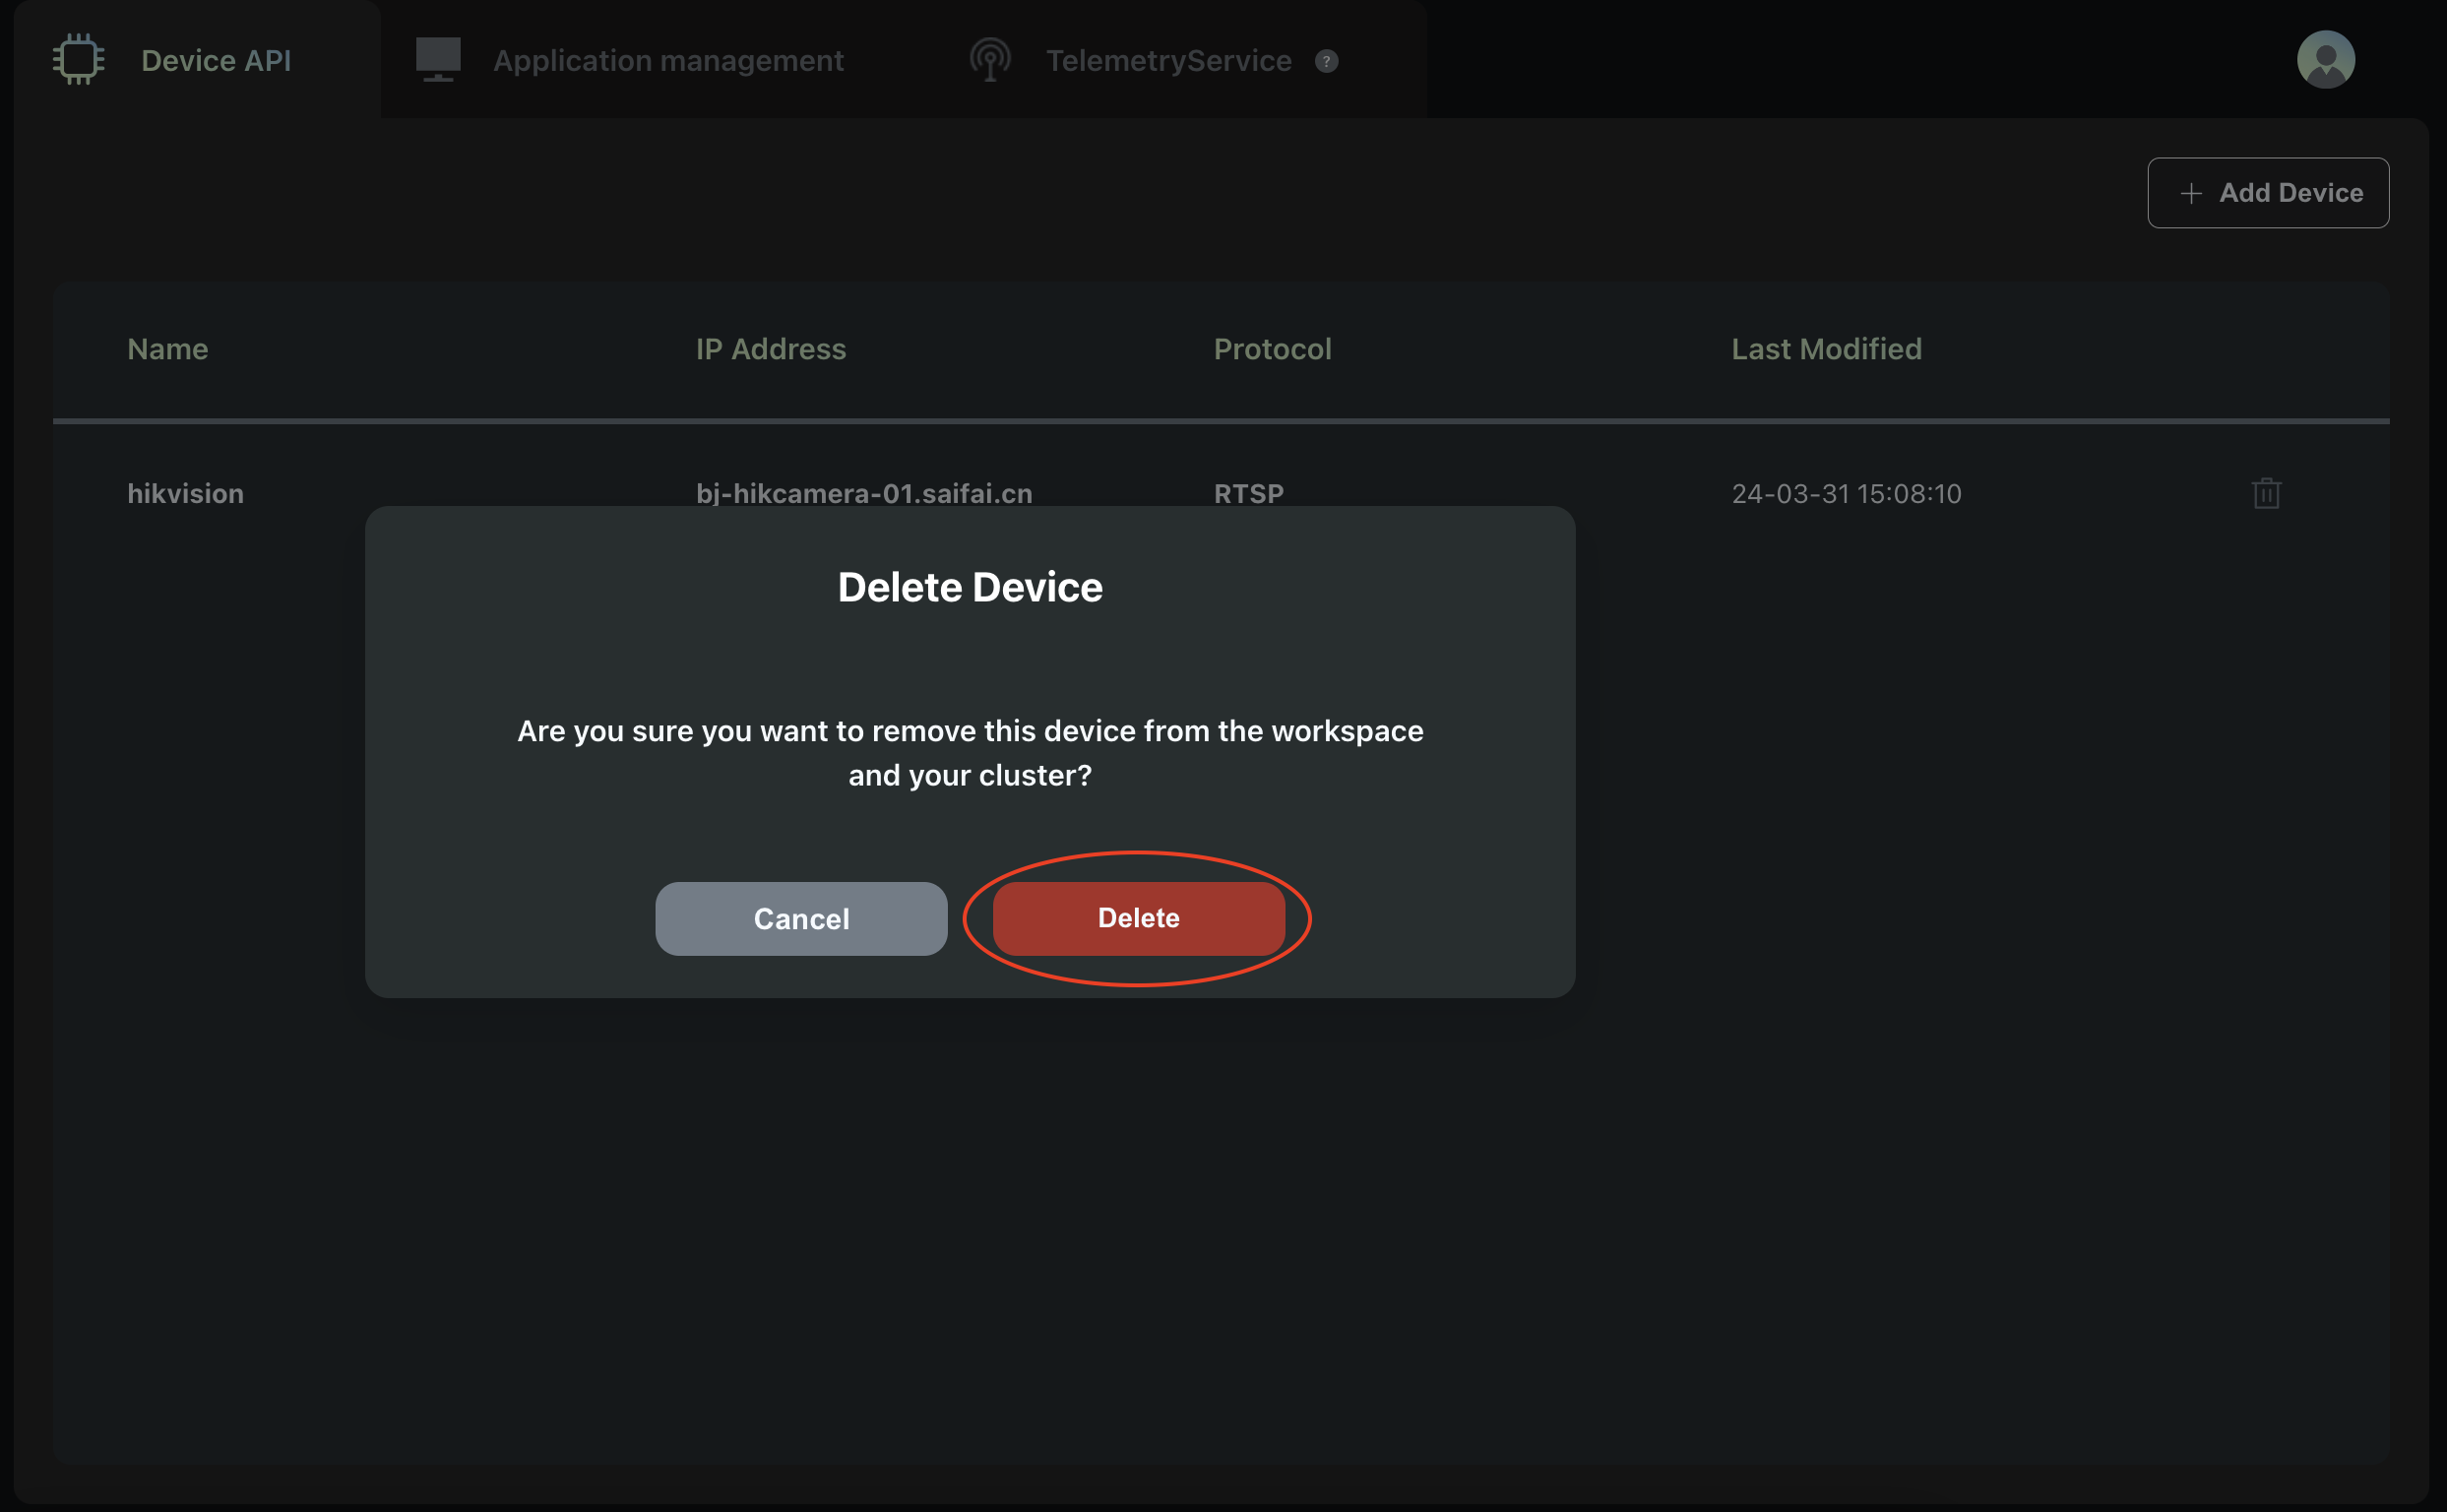 Device API
Application management
TelemetryService ?
Add Device
Name
IP Address
Protocol
Last Modified
hikvision
bj-hikcamera-01.saifai.cn
RTSP
24-03-31 15:08:10
Delete Device
Are you sure you want to remove this device from the workspace
and your cluster?
Cancel
Delete